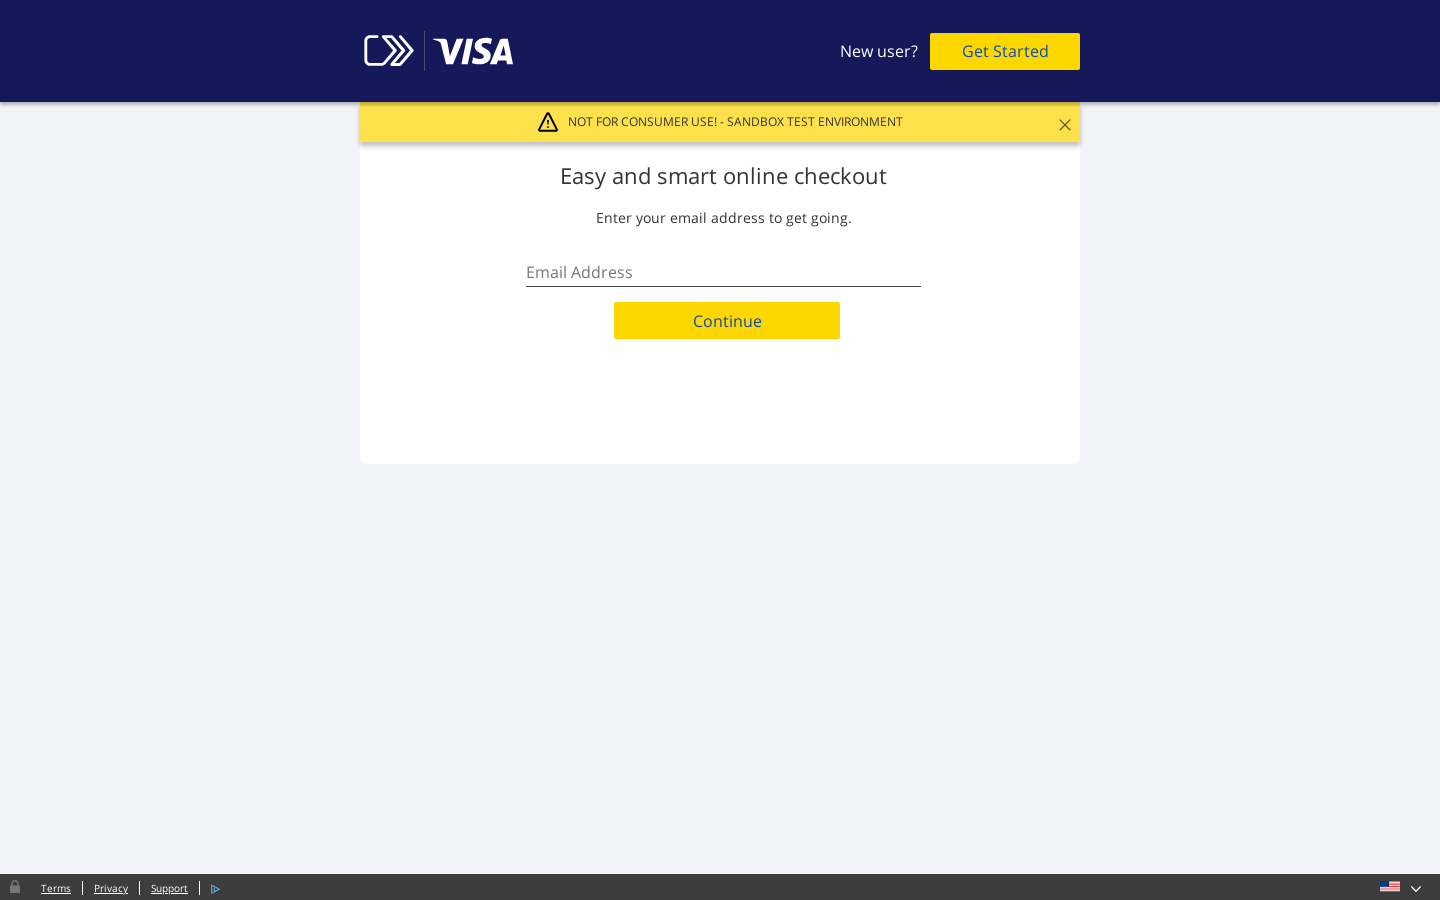 VISA
New user?
Get Started
NOT FOR CONSUMER USE! - SANDBOX TEST ENVIRONMENT
Easy and smart online checkout
Enter your email address to get going.
Email Address
Continue
Terms
Privacy
Support